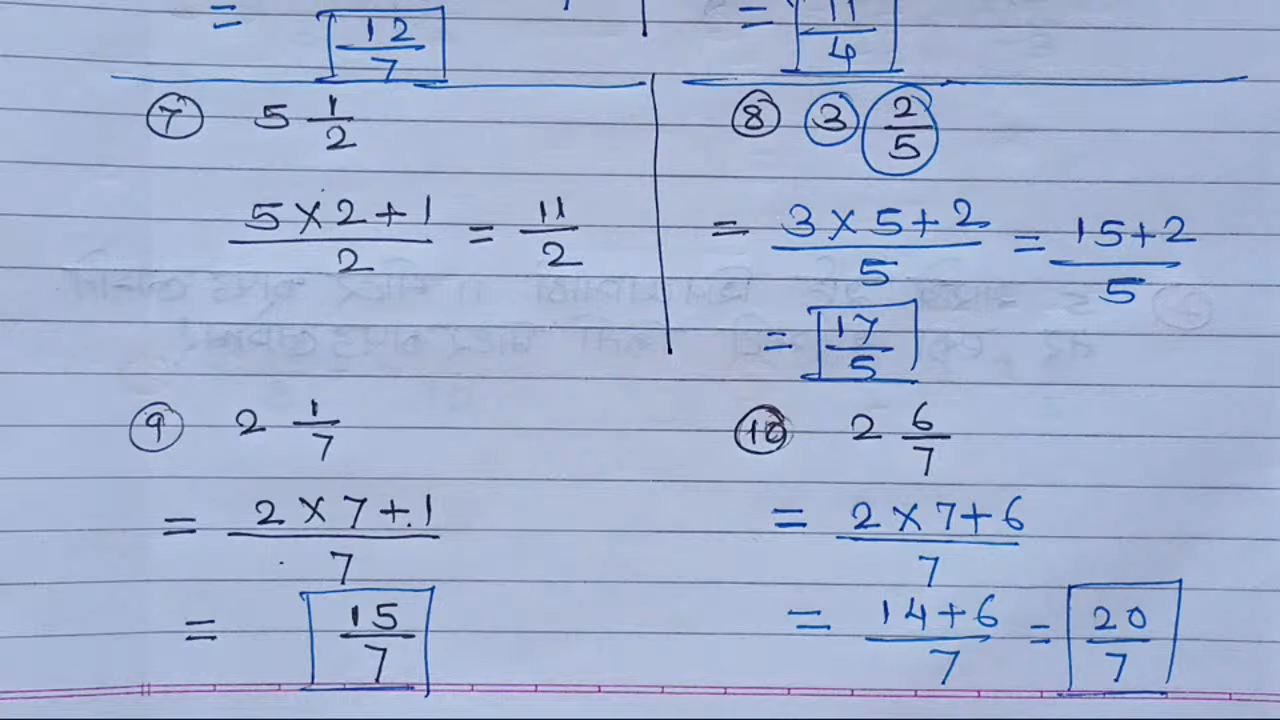 = 12/7
= 11/4
⑦ 5 1/2
(5 × 2 + 1)/2 = 11/2
⑧ 3 2/5
= (3 × 5 + 2)/5 = (15 + 2)/5
= 17/5
⑨ 2 1/7
= (2 × 7 + 1)/7
= 15/7
⑩ 2 6/7
= (2 × 7 + 6)/7
= (14 + 6)/7 = 20/7